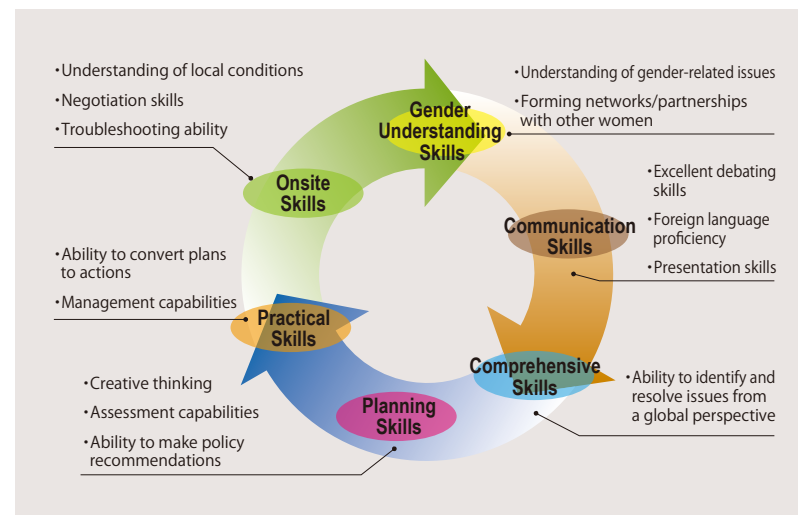 ・Understanding of local conditions
・Negotiation skills
・Troubleshooting ability
Gender
Understanding
Skills
・Understanding of gender-related issues
・Forming networks/partnerships
with other women
Onsite
Skills
・Excellent debating
skills
・Foreign language
proficiency
・Presentation skills
Communication
Skills
・Ability to convert plans
to actions
・Management capabilities
Practical
Skills
Comprehensive
Skills
・Ability to identify and
resolve issues from
a global perspective
・Creative thinking
・Assessment capabilities
・Ability to make policy
recommendations
Planning
Skills